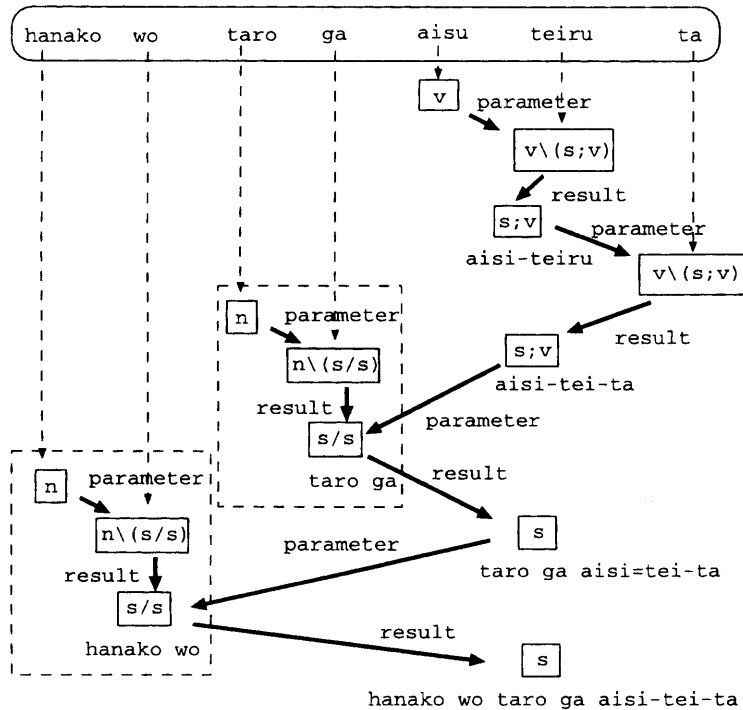 hanako wo taro ga aisu teiru ta
v
parameter
v\(s;v)
result
s;v
parameter
aisi-teiru
v\(s;v)
n
parameter
result
n\(s/s)
s;v
aisi-tei-ta
result
parameter
s/s
taro ga
result
n
parameter
n\(s/s)
s
parameter
taro ga aisi=tei-ta
result
s/s
result
hanako wo
s
hanako wo taro ga aisi-tei-ta